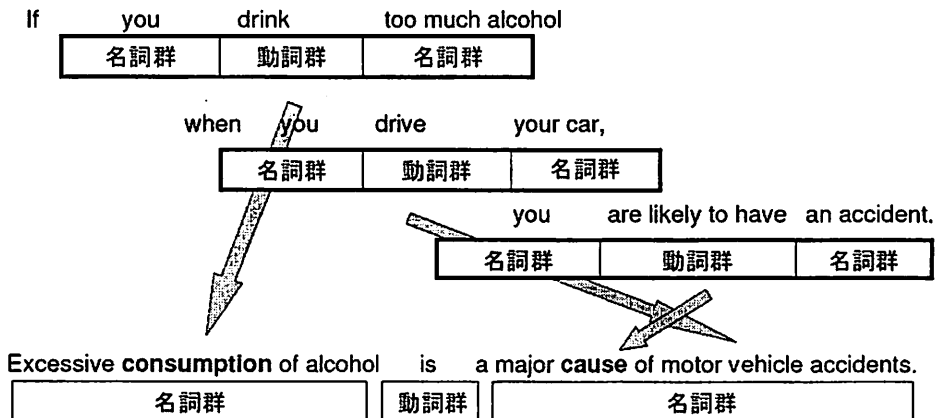 If you drink too much alcohol
名詞群 動詞群 名詞群
when you drive your car,
名詞群 動詞群 名詞群
you are likely to have an accident.
名詞群 動詞群 名詞群
Excessive consumption of alcohol is a major cause of motor vehicle accidents.
名詞群 動詞群 名詞群